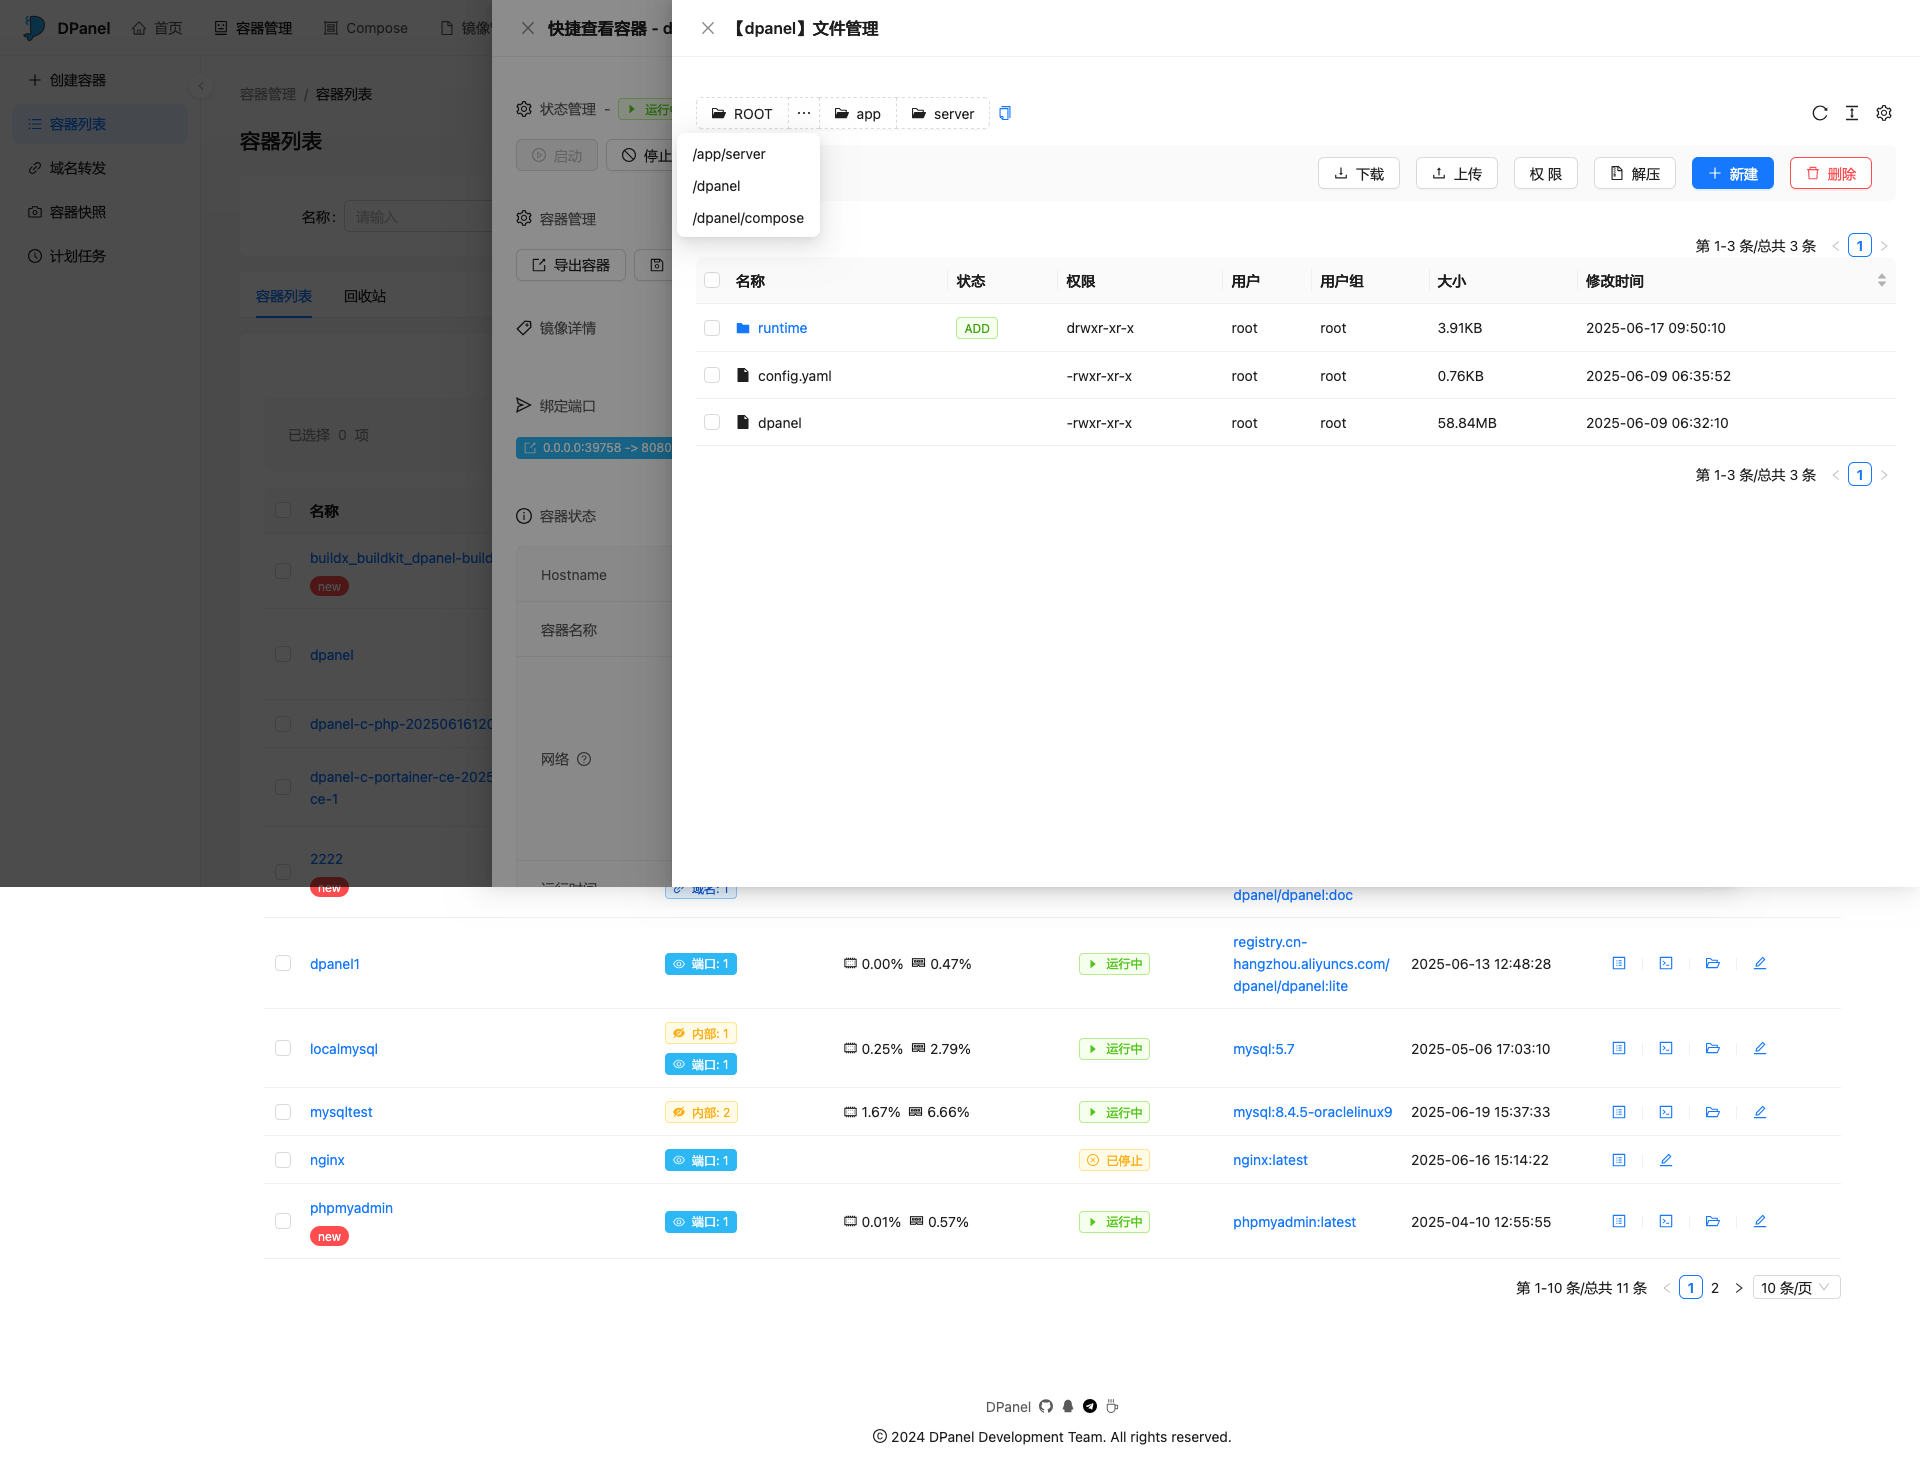 DPanel 首页 容器管理 Compose
创建容器
容器列表
域名转发
容器快照
计划任务
容器管理 / 容器列表
容器列表
名称: 请输入
容器列表 回收站
已选择 0 项
名称
buildx_buildkit_dpanel-build
new
dpanel
dpanel-c-php-2025061612
dpanel-c-portainer-ce-2025
ce-1
2222
new
快捷查看容器 - d
状态管理 - 运行
启动 停止
容器管理
导出容器
镜像详情
绑定端口
0.0.0.0:39758 -> 8080
容器状态
Hostname
容器名称
网络
运行时间
【dpanel】文件管理
ROOT ··· app server
/app/server
/dpanel
/dpanel/compose
下载 上传 权限 解压 新建 删除
第 1-3 条/总共 3 条 1
名称 状态 权限 用户 用户组 大小 修改时间
runtime ADD drwxr-xr-x root root 3.91KB 2025-06-17 09:50:10
config.yaml -rwxr-xr-x root root 0.76KB 2025-06-09 06:35:52
dpanel -rwxr-xr-x root root 58.84MB 2025-06-09 06:32:10
第 1-3 条/总共 3 条 1
域名: 1 dpanel/dpanel:doc
dpanel1 端口: 1 0.00% 0.47% 运行中 registry.cn-
hangzhou.aliyuncs.com/
dpanel/dpanel:lite 2025-06-13 12:48:28
localmysql 内部: 1
端口: 1 0.25% 2.79% 运行中 mysql:5.7 2025-05-06 17:03:10
mysqltest 内部: 2 1.67% 6.66% 运行中 mysql:8.4.5-oraclelinux9 2025-06-19 15:37:33
nginx 端口: 1 已停止 nginx:latest 2025-06-16 15:14:22
phpmyadmin
new 端口: 1 0.01% 0.57% 运行中 phpmyadmin:latest 2025-04-10 12:55:55
第 1-10 条/总共 11 条 1 2 10 条/页
DPanel
© 2024 DPanel Development Team. All rights reserved.